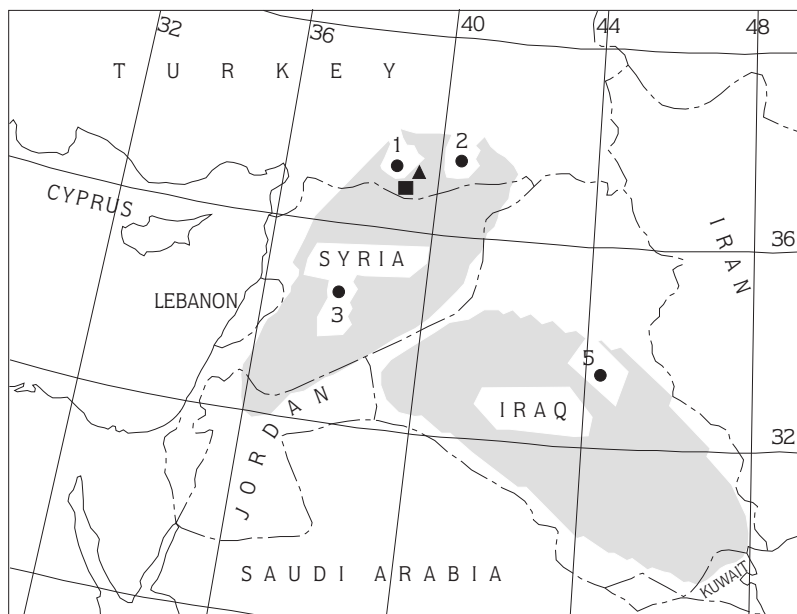 32
36
40
44
48
TURKEY
1
2
CYPRUS
SYRIA
36
IRAN
LEBANON
3
5
IRAQ
JORDAN
32
SAUDI ARABIA
KUWAIT